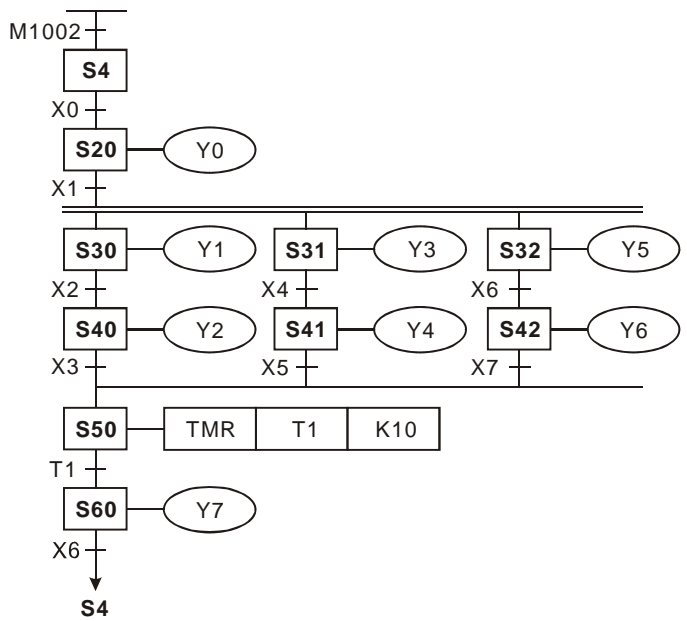 M1002
S4
X0
S20 Y0
X1
S30 Y1 S31 Y3 S32 Y5
X2 X4 X6
S40 Y2 S41 Y4 S42 Y6
X3 X5 X7
S50 TMR T1 K10
T1
S60 Y7
X6
S4